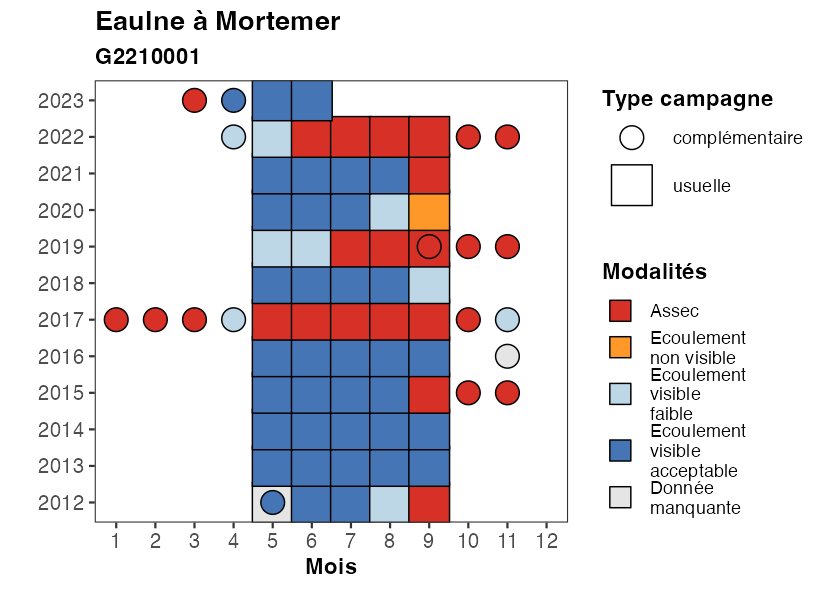 Eaulne à Mortemer
G2210001
2023
2022
2021
2020
2019
2018
2017
2016
2015
2014
2013
2012
1 2 3 4 5 6 7 8 9 10 11 12
Mois
Type campagne
complémentaire
usuelle
Modalités
Assec
Ecoulement
non visible
Ecoulement
visible
faible
Ecoulement
visible
acceptable
Donnée
manquante